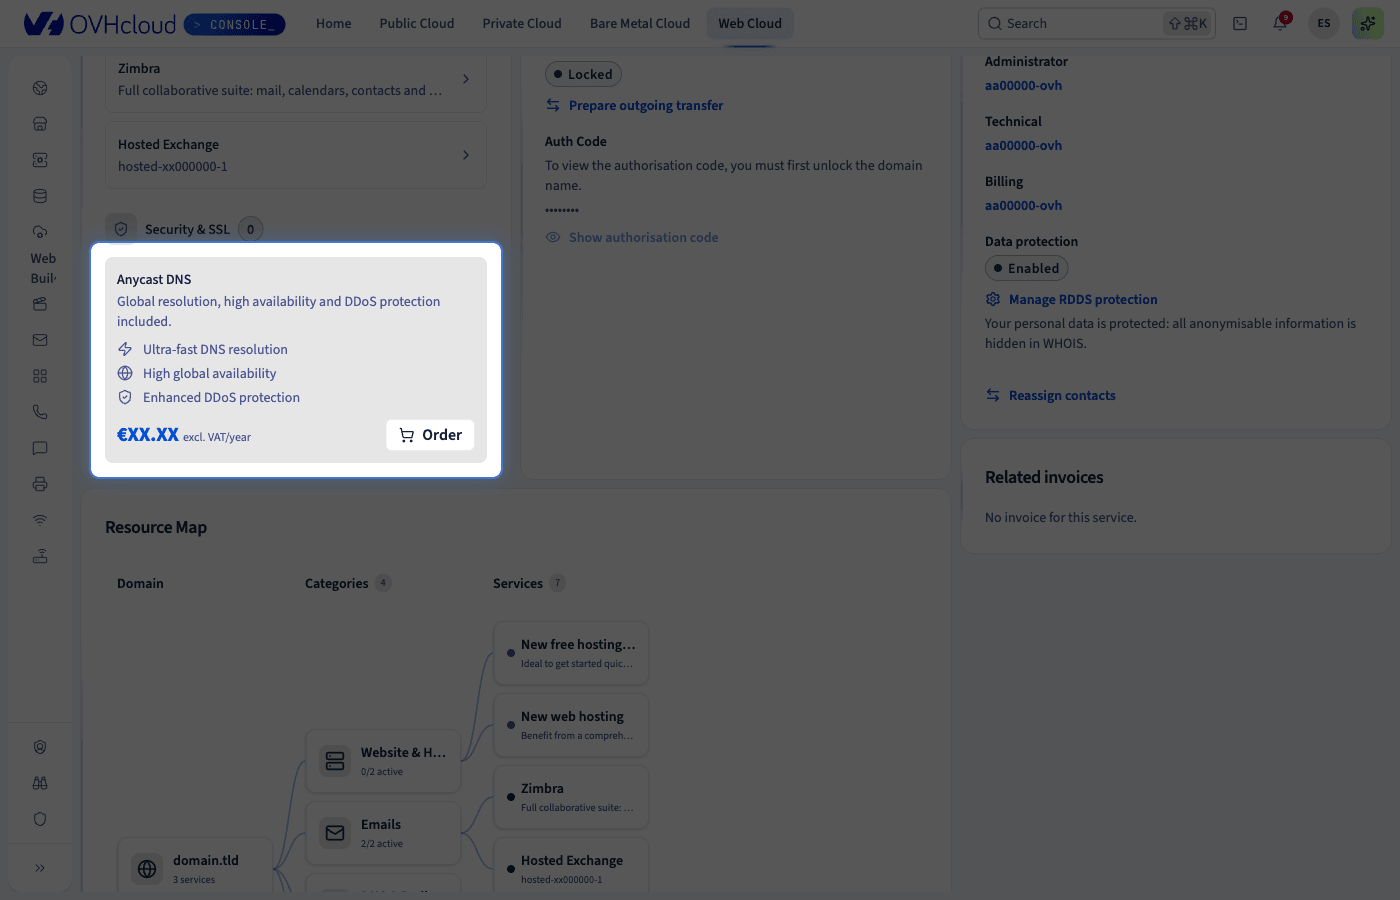 OVHcloud
> CONSOLE_
Home
Public Cloud
Private Cloud
Bare Metal Cloud
Web Cloud
Search
⇧⌘K
9
ES
Zimbra
Full collaborative suite: mail, calendars, contacts and …
Hosted Exchange
hosted-xx000000-1
Security & SSL
0
Web
Buil
Anycast DNS
Global resolution, high availability and DDoS protection
included.
Ultra-fast DNS resolution
High global availability
Enhanced DDoS protection
€XX.XX excl. VAT/year
Order
Locked
Prepare outgoing transfer
Auth Code
To view the authorisation code, you must first unlock the domain
name.
••••••••
Show authorisation code
Administrator
aa00000-ovh
Technical
aa00000-ovh
Billing
aa00000-ovh
Data protection
Enabled
Manage RDDS protection
Your personal data is protected: all anonymisable information is
hidden in WHOIS.
Reassign contacts
Related invoices
No invoice for this service.
Resource Map
Domain
Categories 4
Services 7
New free hosting…
Ideal to get started quic…
New web hosting
Benefit from a compreh…
Website & H…
0/2 active
Zimbra
Full collaborative suite: …
Emails
2/2 active
Hosted Exchange
hosted-xx000000-1
domain.tld
3 services